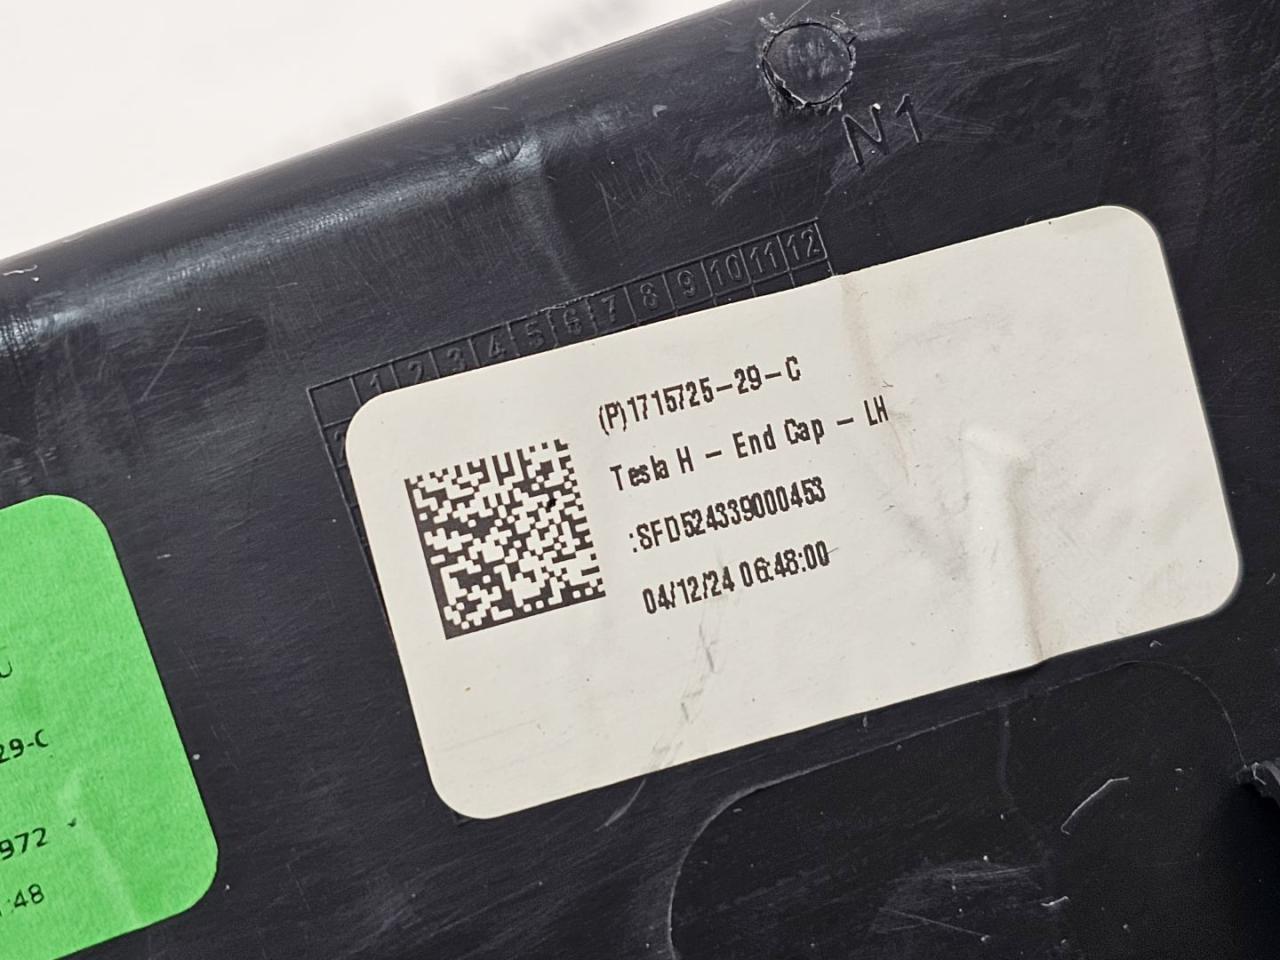 N1
1 2 3 4 5 6 7 8 9 10 11 12
(P)1715725-29-C
Tesla H - End Cap - LH
:SFD524339000453
04/12/24 06:48:00
29-C
972
:48